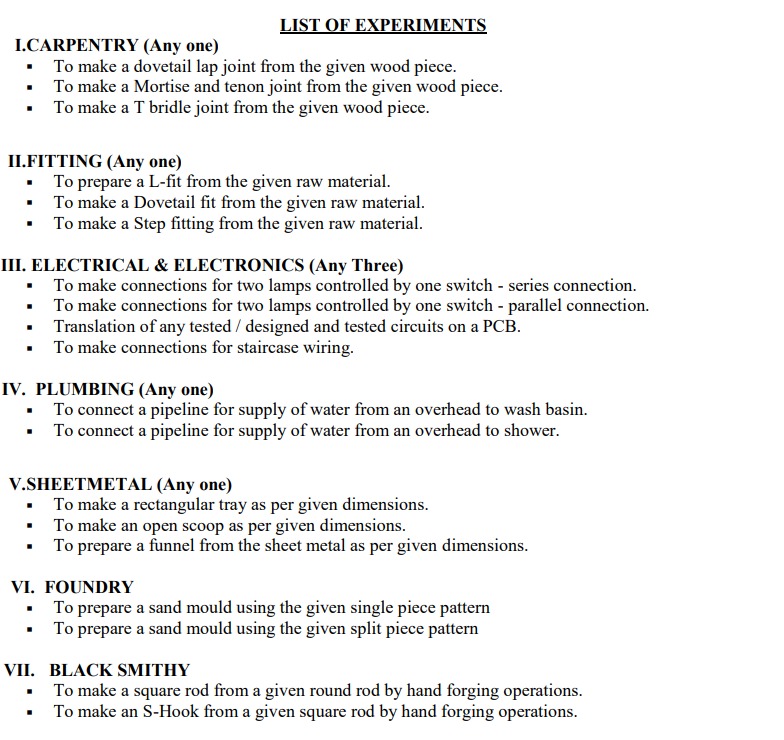 LIST OF EXPERIMENTS
I.CARPENTRY (Any one)
▪ To make a dovetail lap joint from the given wood piece.
▪ To make a Mortise and tenon joint from the given wood piece.
▪ To make a T bridle joint from the given wood piece.
II.FITTING (Any one)
▪ To prepare a L-fit from the given raw material.
▪ To make a Dovetail fit from the given raw material.
▪ To make a Step fitting from the given raw material.
III. ELECTRICAL & ELECTRONICS (Any Three)
▪ To make connections for two lamps controlled by one switch - series connection.
▪ To make connections for two lamps controlled by one switch - parallel connection.
▪ Translation of any tested / designed and tested circuits on a PCB.
▪ To make connections for staircase wiring.
IV. PLUMBING (Any one)
▪ To connect a pipeline for supply of water from an overhead to wash basin.
▪ To connect a pipeline for supply of water from an overhead to shower.
V.SHEETMETAL (Any one)
▪ To make a rectangular tray as per given dimensions.
▪ To make an open scoop as per given dimensions.
▪ To prepare a funnel from the sheet metal as per given dimensions.
VI. FOUNDRY
▪ To prepare a sand mould using the given single piece pattern
▪ To prepare a sand mould using the given split piece pattern
VII. BLACK SMITHY
▪ To make a square rod from a given round rod by hand forging operations.
▪ To make an S-Hook from a given square rod by hand forging operations.